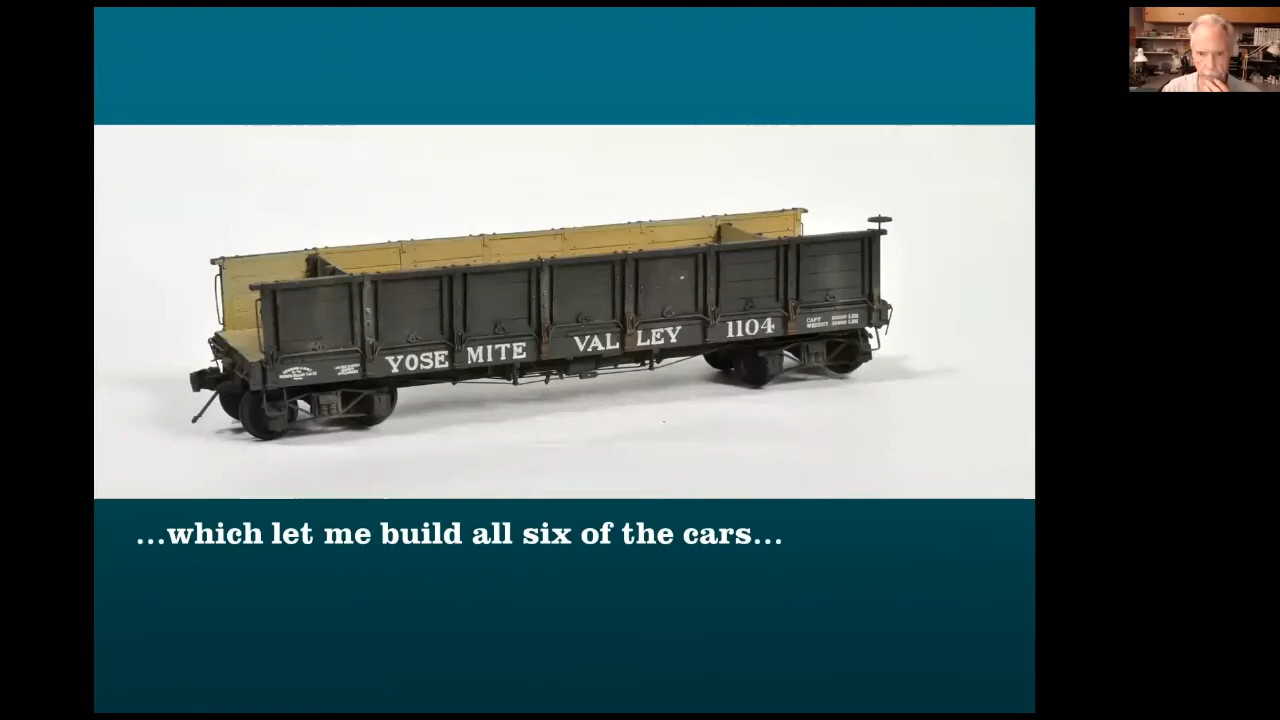 YOSE MITE VAL LEY 1104
...which let me build all six of the cars...